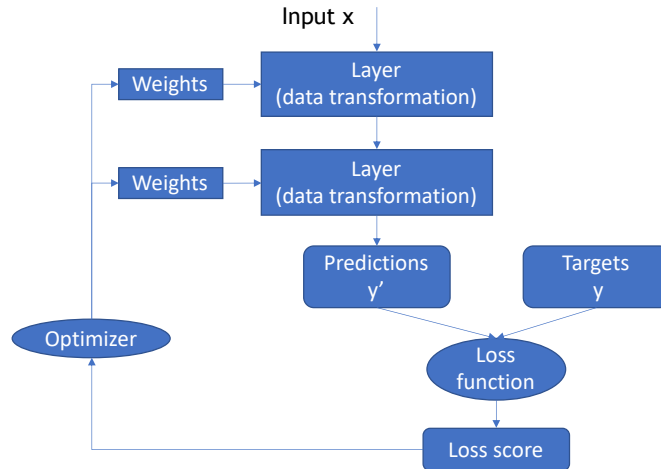 Input x
Weights
Layer
(data transformation)
Weights
Layer
(data transformation)
Predictions
y’
Targets
y
Optimizer
Loss
function
Loss score